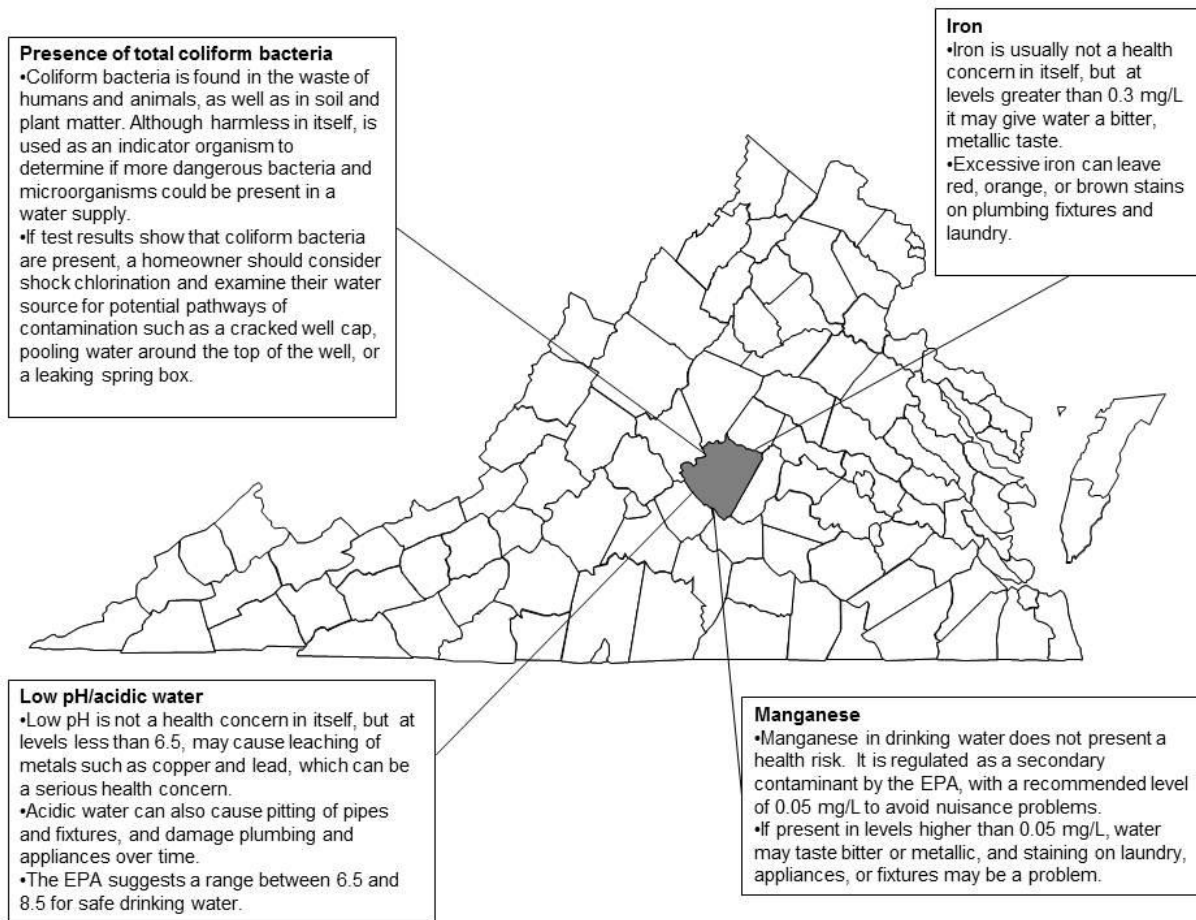 Presence of total coliform bacteria
•Coliform bacteria is found in the waste of
humans and animals, as well as in soil and
plant matter. Although harmless in itself, is
used as an indicator organism to
determine if more dangerous bacteria and
microorganisms could be present in a
water supply.
•If test results show that coliform bacteria
are present, a homeowner should consider
shock chlorination and examine their water
source for potential pathways of
contamination such as a cracked well cap,
pooling water around the top of the well, or
a leaking spring box.
Iron
•Iron is usually not a health
concern in itself, but at
levels greater than 0.3 mg/L
it may give water a bitter,
metallic taste.
•Excessive iron can leave
red, orange, or brown stains
on plumbing fixtures and
laundry.
Low pH/acidic water
•Low pH is not a health concern in itself, but at
levels less than 6.5, may cause leaching of
metals such as copper and lead, which can be
a serious health concern.
•Acidic water can also cause pitting of pipes
and fixtures, and damage plumbing and
appliances over time.
•The EPA suggests a range between 6.5 and
8.5 for safe drinking water.
Manganese
•Manganese in drinking water does not present a
health risk. It is regulated as a secondary
contaminant by the EPA, with a recommended level
of 0.05 mg/L to avoid nuisance problems.
•If present in levels higher than 0.05 mg/L, water
may taste bitter or metallic, and staining on laundry,
appliances, or fixtures may be a problem.